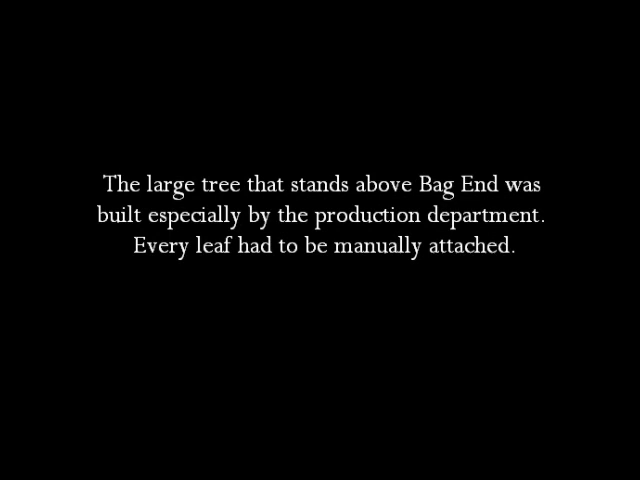 The large tree that stands above Bag End was
built especially by the production department.
Every leaf had to be manually attached.